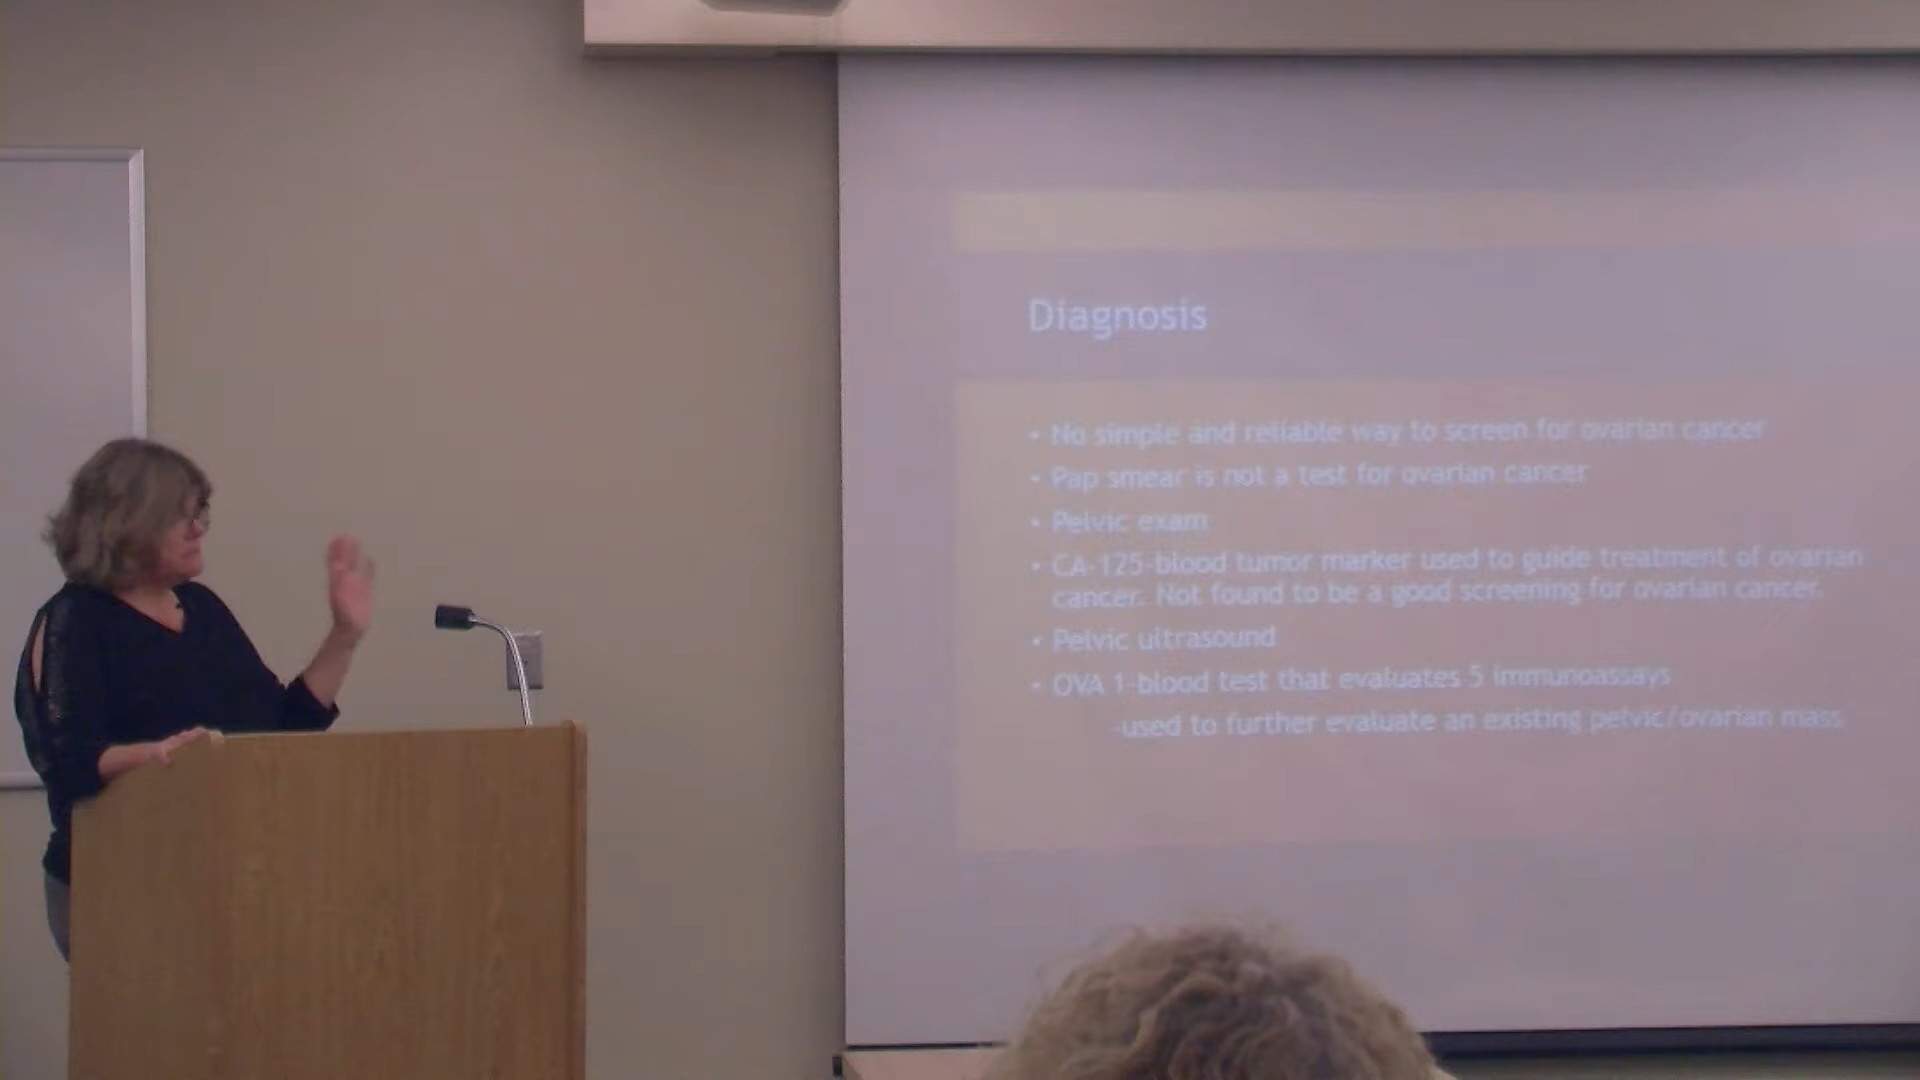 Diagnosis
• No simple and reliable way to screen for ovarian cancer
• Pap smear is not a test for ovarian cancer
• Pelvic exam
• CA-125-blood tumor marker used to guide treatment of ovarian
cancer. Not found to be a good screening for ovarian cancer.
• Pelvic ultrasound
• OVA 1-blood test that evaluates 5 immunoassays
-used to further evaluate an existing pelvic/ovarian mass